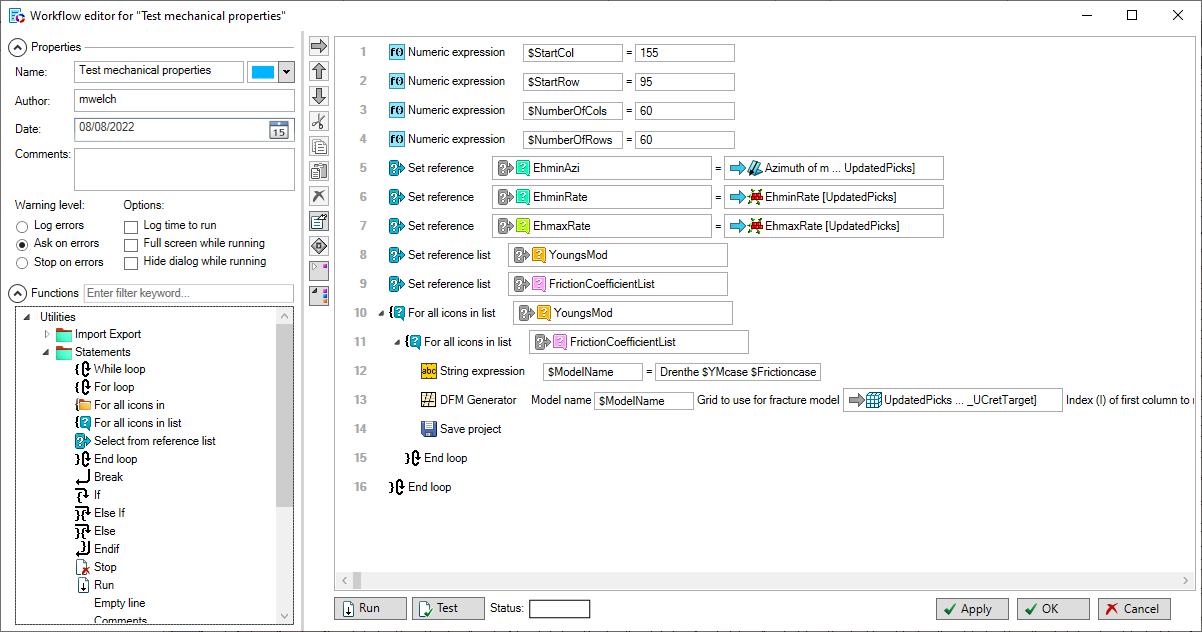 Workflow editor for "Test mechanical properties"
Properties
Name: Test mechanical properties
Author: mwelch
Date: 08/08/2022 15
Comments:
Warning level: Options:
Log errors Log time to run
Ask on errors Full screen while running
Stop on errors Hide dialog while running
Functions Enter filter keyword...
Utilities
Import Export
Statements
While loop
For loop
For all icons in
For all icons in list
Select from reference list
End loop
Break
If
Else If
Else
Endif
Stop
Run
Empty line
Comments
1 f() Numeric expression $StartCol = 155
2 f() Numeric expression $StartRow = 95
3 f() Numeric expression $NumberOfCols = 60
4 f() Numeric expression $NumberOfRows = 60
5 Set reference EhminAzi = Azimuth of m ... UpdatedPicks]
6 Set reference EhminRate = EhminRate [UpdatedPicks]
7 Set reference EhmaxRate = EhmaxRate [UpdatedPicks]
8 Set reference list YoungsMod
9 Set reference list FrictionCoefficientList
10 For all icons in list YoungsMod
11 For all icons in list FrictionCoefficientList
12 abc String expression $ModelName = Drenthe $YMcase $Frictioncase
13 DFM Generator Model name $ModelName Grid to use for fracture model UpdatedPicks ... _UCretTarget] Index (I) of first column to
14 Save project
15 End loop
16 End loop
Run Test Status: Apply OK Cancel